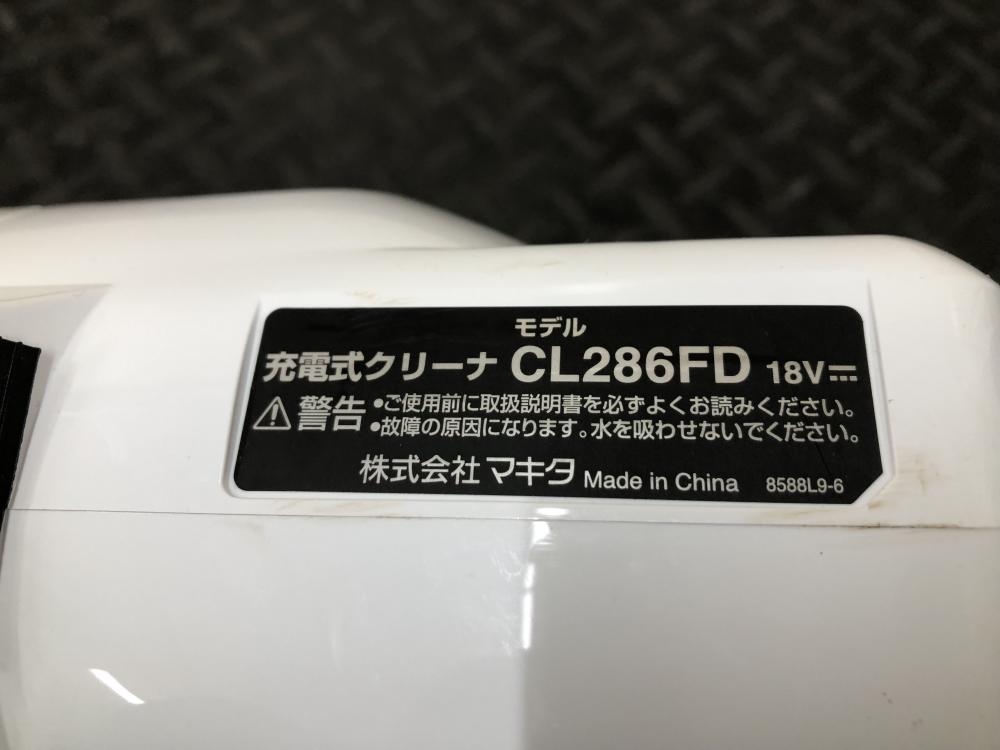 モデル
充電式クリーナ CL286FD 18V⎓
⚠警告 •ご使用前に取扱説明書を必ずよくお読みください。
•故障の原因になります。水を吸わせないでください。
株式会社 マキタ Made in China 8588L9-6